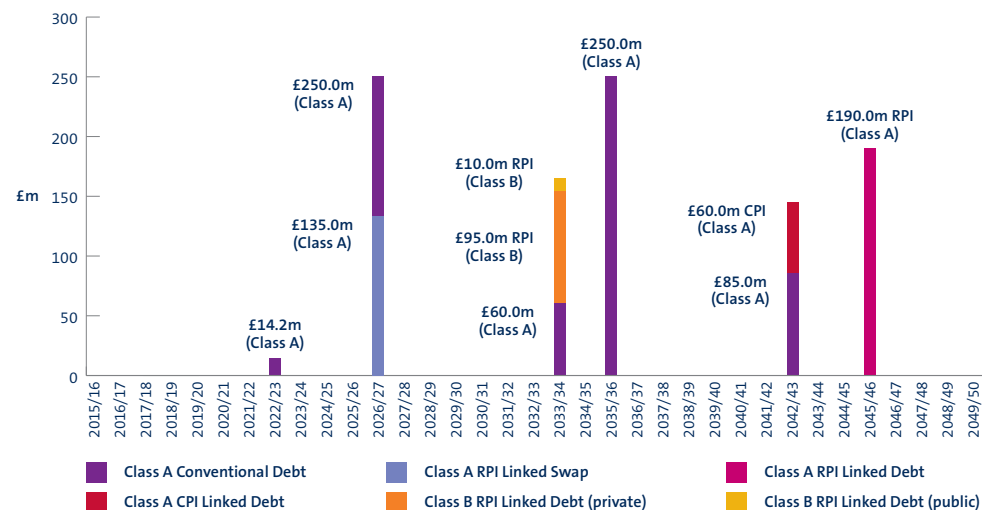 300
250
200
150
100
50
0
£m
£14.2m
(Class A)
£250.0m
(Class A)
£135.0m
(Class A)
£10.0m RPI
(Class B)
£95.0m RPI
(Class B)
£60.0m
(Class A)
£250.0m
(Class A)
£60.0m CPI
(Class A)
£85.0m
(Class A)
£190.0m RPI
(Class A)
2015/16
2016/17
2017/18
2018/19
2019/20
2020/21
2021/22
2022/23
2023/24
2024/25
2025/26
2026/27
2027/28
2028/29
2029/30
2030/31
2031/32
2032/33
2033/34
2034/35
2035/36
2036/37
2037/38
2038/39
2039/40
2040/41
2041/42
2042/43
2043/44
2044/45
2045/46
2046/47
2047/48
2048/49
2049/50
Class A Conventional Debt
Class A RPI Linked Swap
Class A RPI Linked Debt
Class A CPI Linked Debt
Class B RPI Linked Debt (private)
Class B RPI Linked Debt (public)